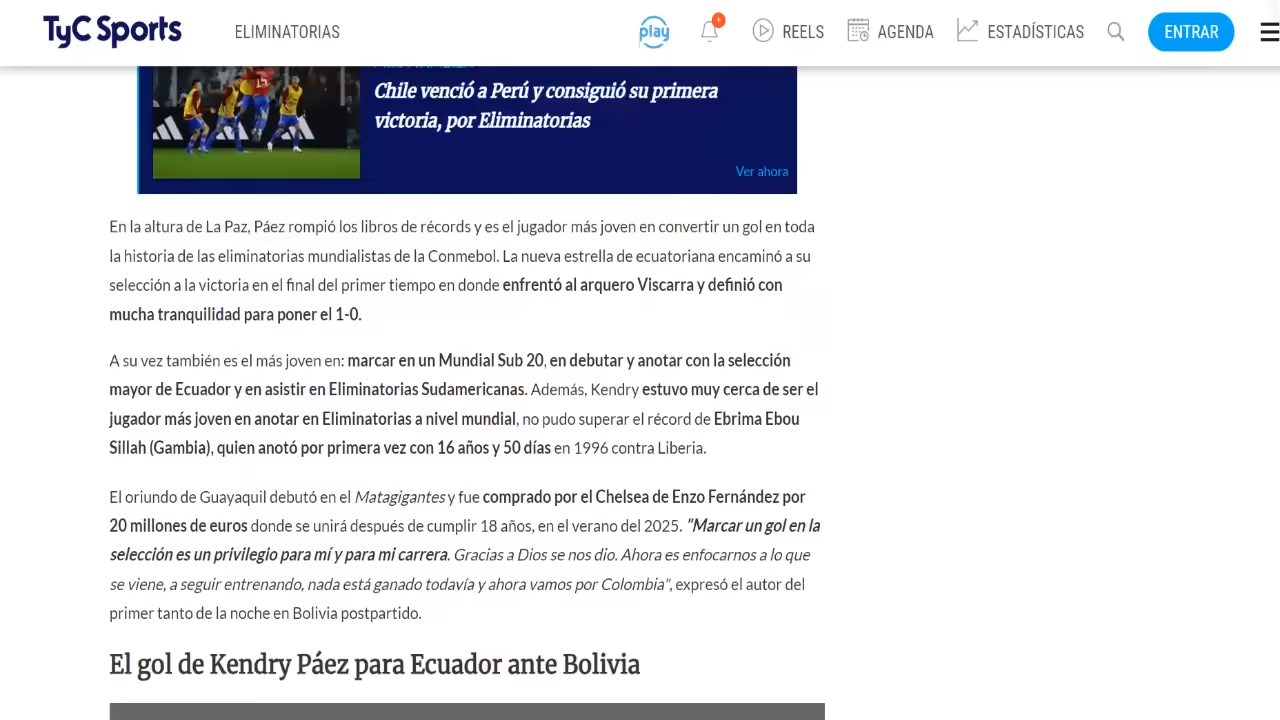 TyC Sports
ELIMINATORIAS
play
REELS
AGENDA
ESTADÍSTICAS
ENTRAR
Chile venció a Perú y consiguió su primera
victoria, por Eliminatorias
Ver ahora
En la altura de La Paz, Páez rompió los libros de récords y es el jugador más joven en convertir un gol en toda
la historia de las eliminatorias mundialistas de la Conmebol. La nueva estrella de ecuatoriana encaminó a su
selección a la victoria en el final del primer tiempo en donde enfrentó al arquero Viscarra y definió con
mucha tranquilidad para poner el 1-0.
A su vez también es el más joven en: marcar en un Mundial Sub 20, en debutar y anotar con la selección
mayor de Ecuador y en asistir en Eliminatorias Sudamericanas. Además, Kendry estuvo muy cerca de ser el
jugador más joven en anotar en Eliminatorias a nivel mundial, no pudo superar el récord de Ebrima Ebou
Sillah (Gambia), quien anotó por primera vez con 16 años y 50 días en 1996 contra Liberia.
El oriundo de Guayaquil debutó en el Matagigantes y fue comprado por el Chelsea de Enzo Fernández por
20 millones de euros donde se unirá después de cumplir 18 años, en el verano del 2025. "Marcar un gol en la
selección es un privilegio para mí y para mi carrera. Gracias a Dios se nos dio. Ahora es enfocarnos a lo que
se viene, a seguir entrenando, nada está ganado todavía y ahora vamos por Colombia", expresó el autor del
primer tanto de la noche en Bolivia postpartido.
El gol de Kendry Páez para Ecuador ante Bolivia